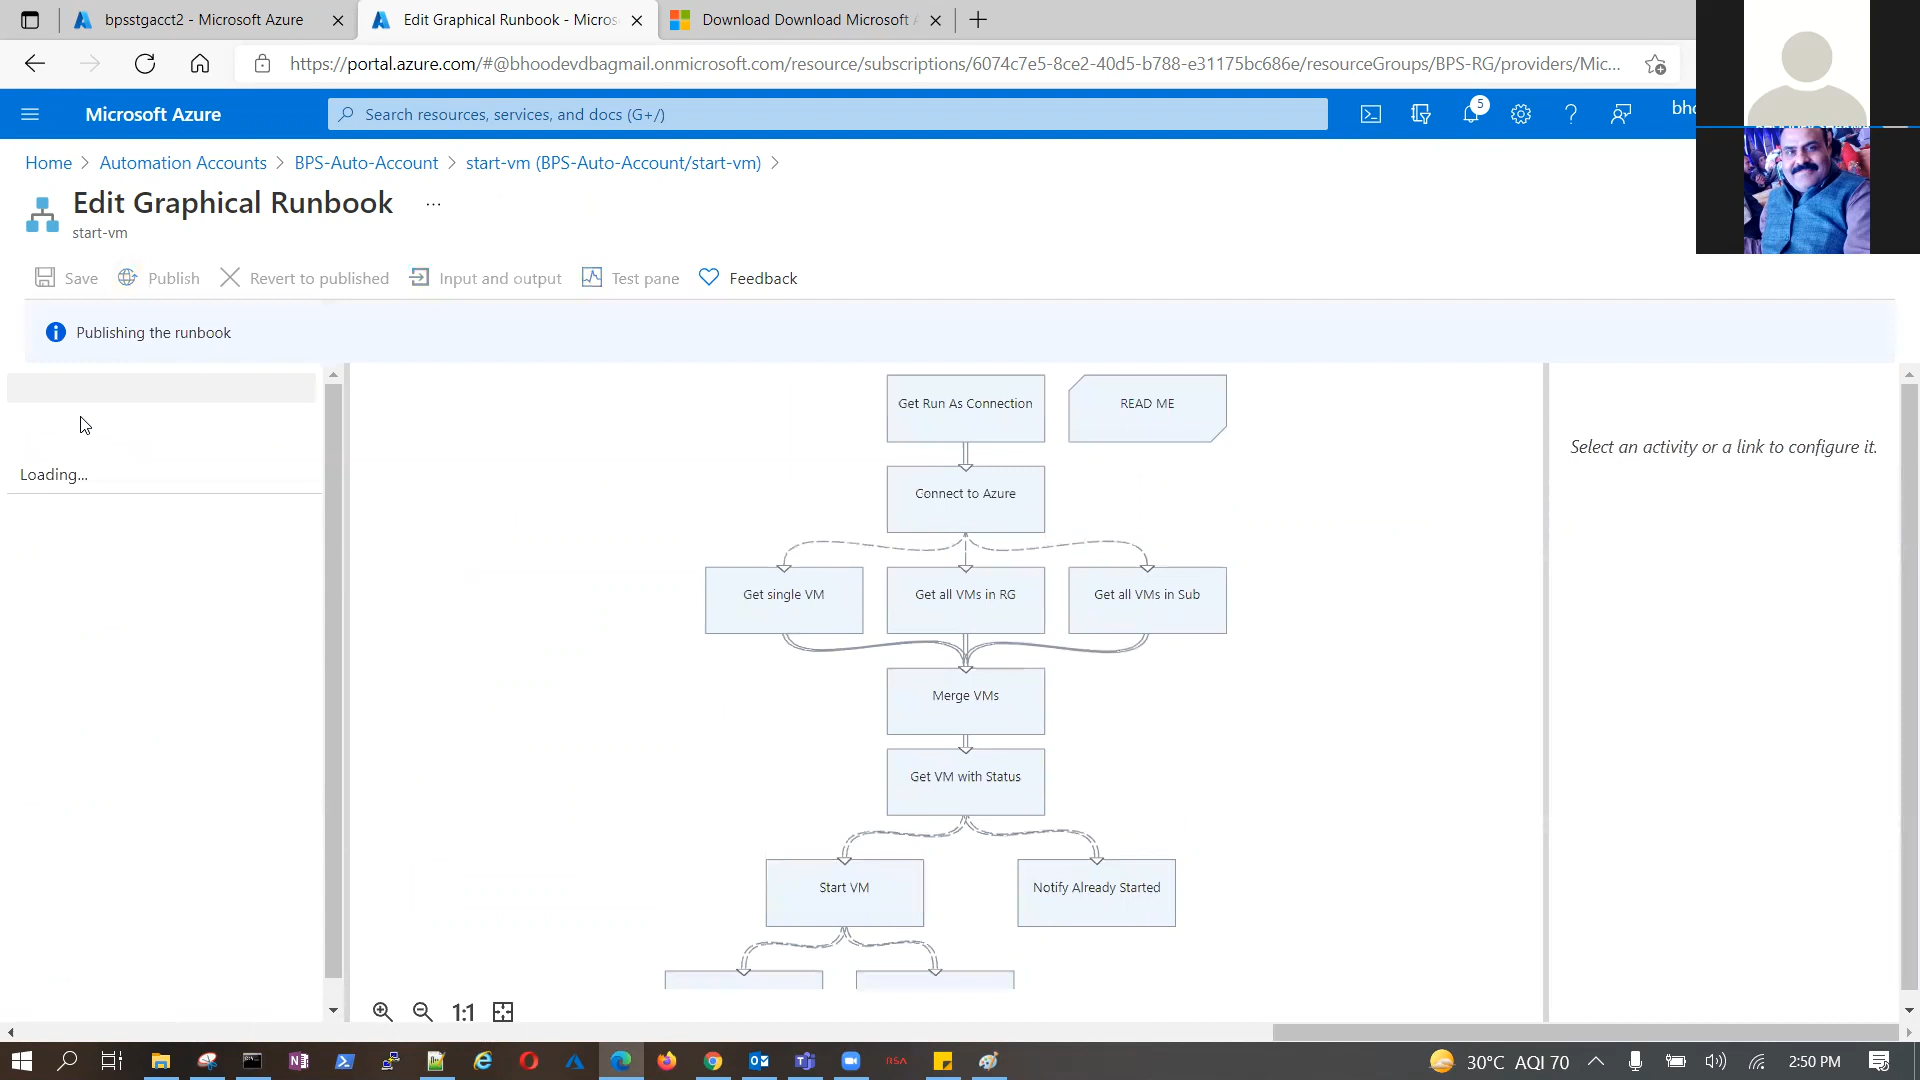 bpsstgacct2 - Microsoft Azure
Edit Graphical Runbook - Micros
Download Download Microsoft A
https://portal.azure.com/#@bhoodevdbagmail.onmicrosoft.com/resource/subscriptions/6074c7e5-8ce2-40d5-b788-e31175bc686e/resourceGroups/BPS-RG/providers/Mic...
Microsoft Azure
Search resources, services, and docs (G+/)
5
bho
Home > Automation Accounts > BPS-Auto-Account > start-vm (BPS-Auto-Account/start-vm) >
Edit Graphical Runbook ...
start-vm
Save
Publish
Revert to published
Input and output
Test pane
Feedback
Publishing the runbook
Loading...
Get Run As Connection
READ ME
Connect to Azure
Get single VM
Get all VMs in RG
Get all VMs in Sub
Merge VMs
Get VM with Status
Start VM
Notify Already Started
Select an activity or a link to configure it.
1:1
RSA
30°C AQI 70
2:50 PM